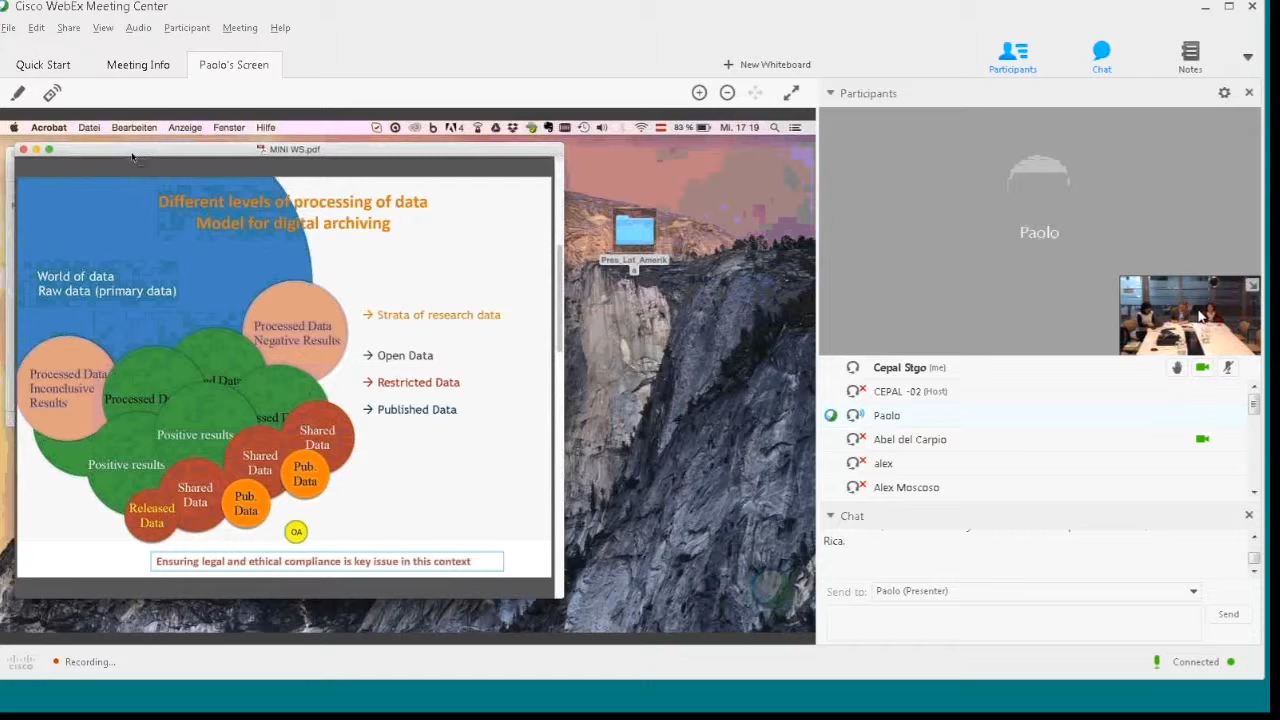 Cisco WebEx Meeting Center
File Edit Share View Audio Participant Meeting Help
Quick Start
Meeting Info
Paolo's Screen
New Whiteboard
Participants
Chat
Notes
Acrobat Datei Bearbeiten Anzeige Fenster Hilfe
4
83 %
Mi. 17 19
MINI WS.pdf
Different levels of processing of data
Model for digital archiving
World of data
Raw data (primary data)
Processed Data
Negative Results
Processed Data
Inconclusive
Results
Processed D
Positive results
Positive results
Shared
Data
Shared
Data
Shared
Data
Pub.
Data
Pub.
Data
Released
Data
OA
→ Strata of research data
→ Open Data
→ Restricted Data
→ Published Data
Ensuring legal and ethical compliance is key issue in this context
Pres_Lat_Amerik
a
Participants
Paolo
Cepal Stgo (me)
CEPAL -02 (Host)
Paolo
Abel del Carpio
alex
Alex Moscoso
Chat
Rica.
Send to:
Paolo (Presenter)
Send
CISCO
Recording...
Connected